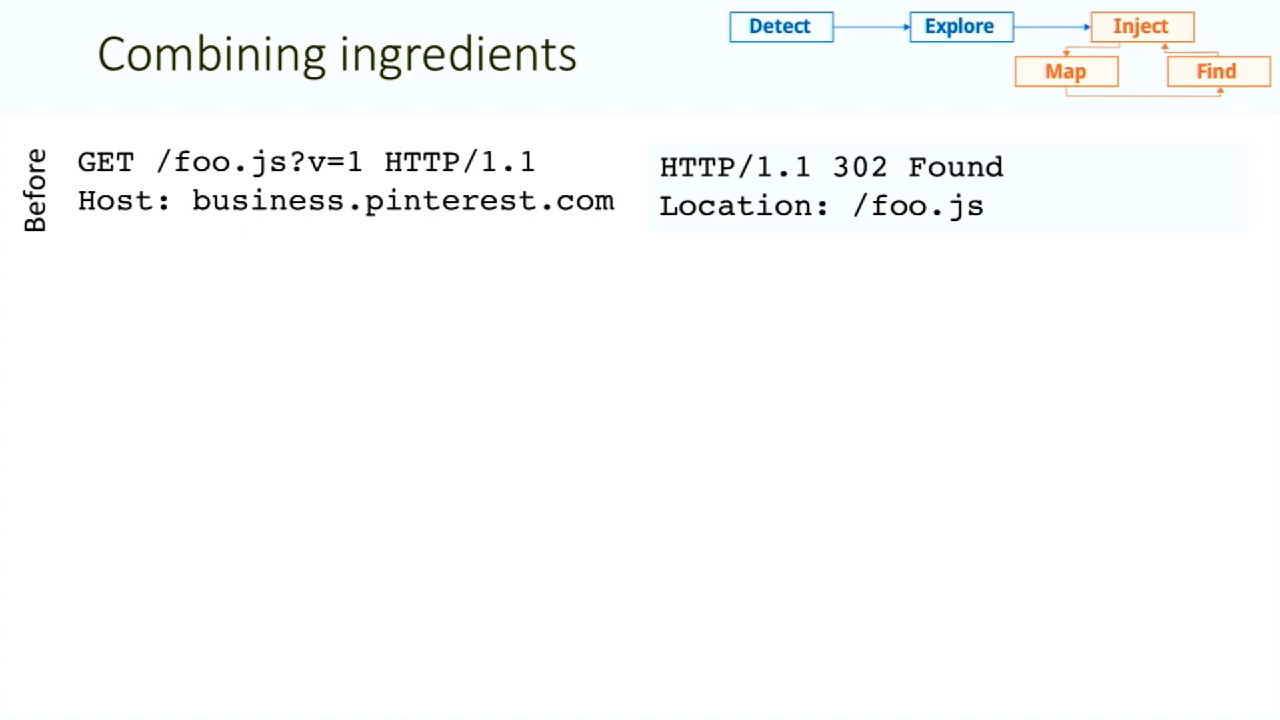 Combining ingredients
Detect
Explore
Inject
Map
Find
Before
GET /foo.js?v=1 HTTP/1.1
Host: business.pinterest.com
HTTP/1.1 302 Found
Location: /foo.js